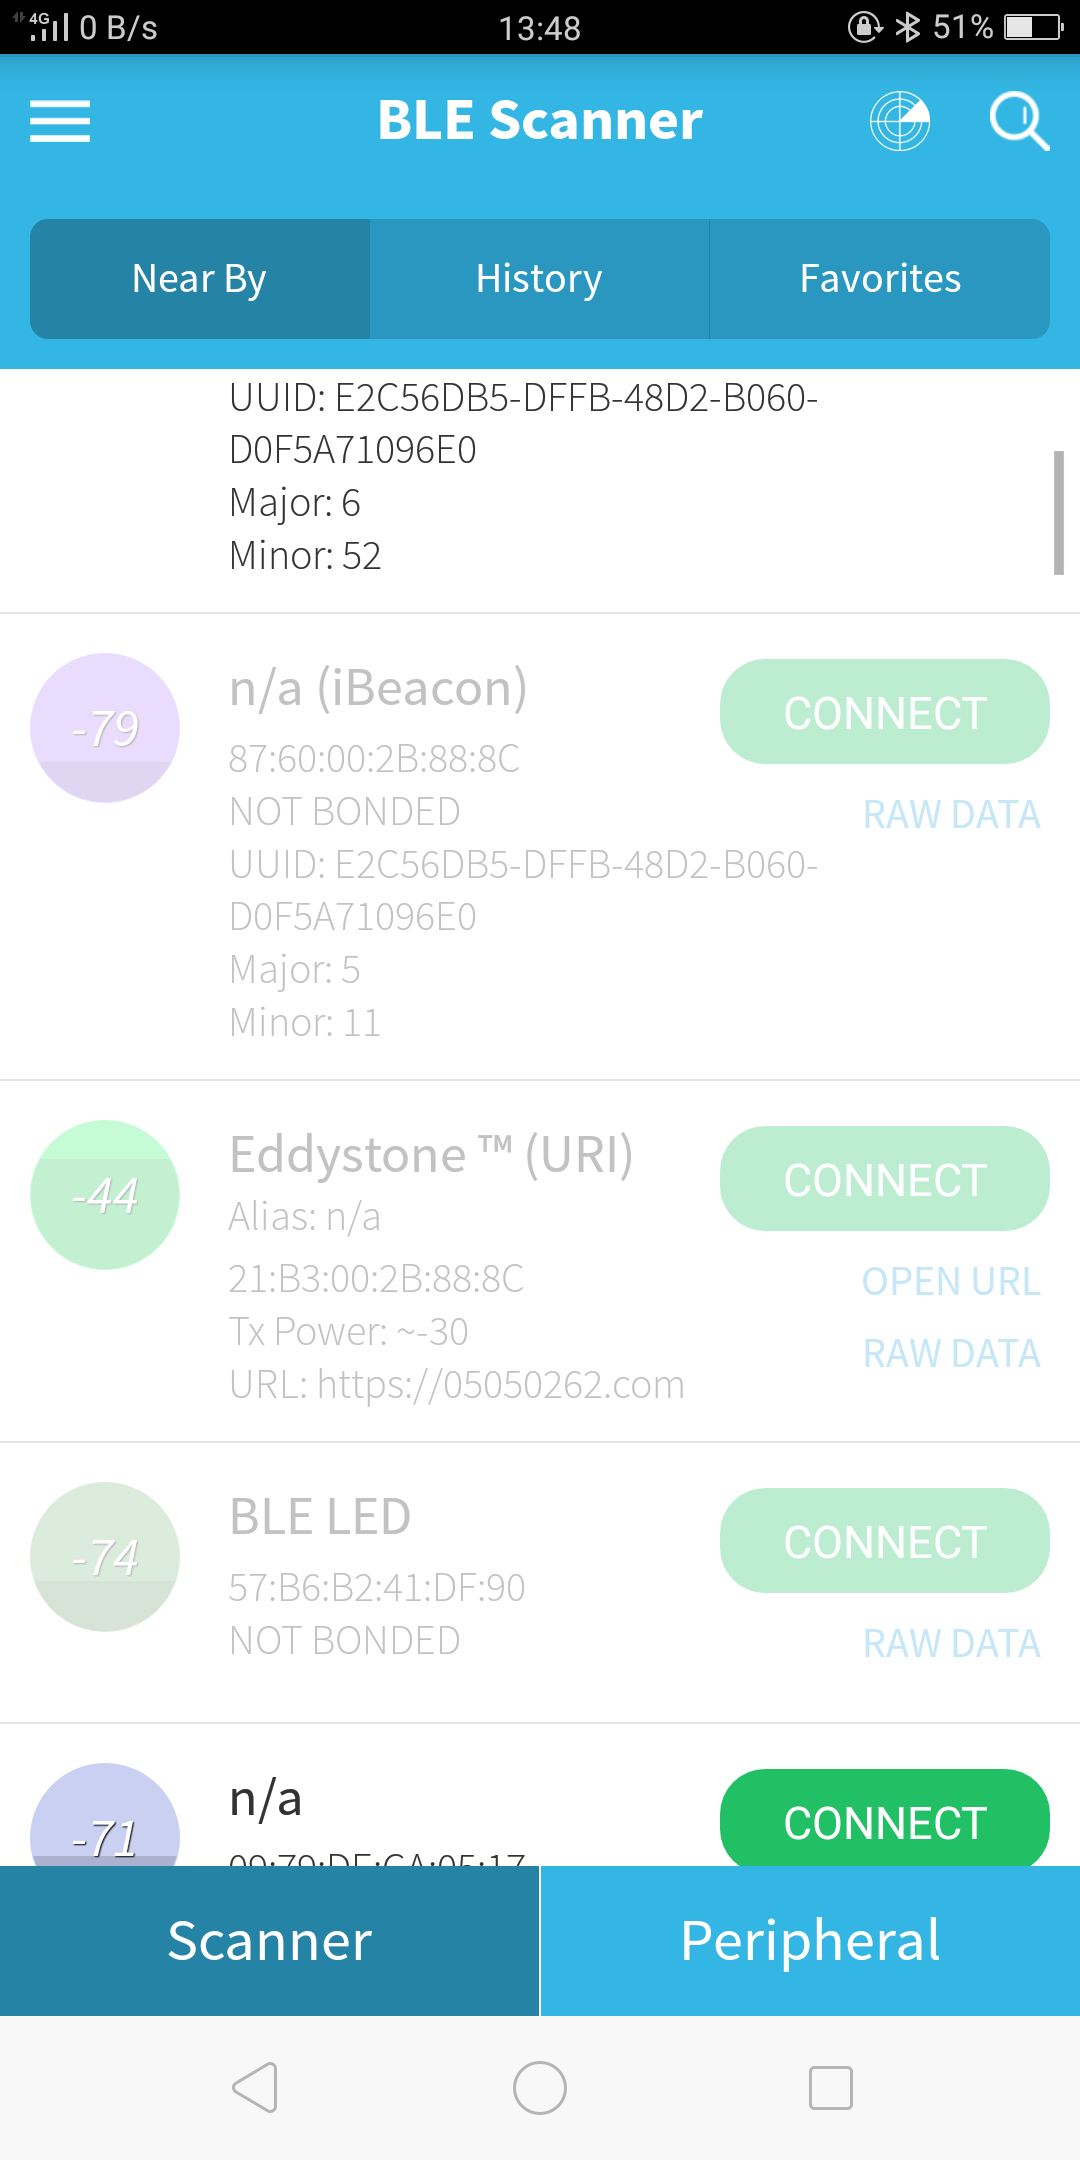 4G 0 B/s 13:48 51%
BLE Scanner
Near By History Favorites
UUID: E2C56DB5-DFFB-48D2-B060-
D0F5A71096E0
Major: 6
Minor: 52
-79
n/a (iBeacon)
CONNECT
87:60:00:2B:88:8C
NOT BONDED
RAW DATA
UUID: E2C56DB5-DFFB-48D2-B060-
D0F5A71096E0
Major: 5
Minor: 11
-44
Eddystone ™ (URI)
CONNECT
Alias: n/a
21:B3:00:2B:88:8C
OPEN URL
Tx Power: ~-30
RAW DATA
URL: https://05050262.com
-74
BLE LED
CONNECT
57:B6:B2:41:DF:90
NOT BONDED
RAW DATA
-71
n/a
CONNECT
Scanner Peripheral